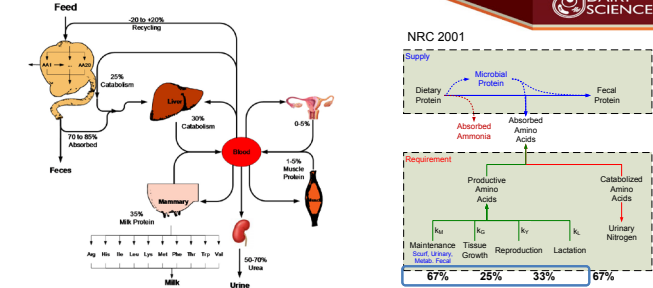 DAIRY
SCIENCE
Feed
-20 to +20%
Recycling
AA1 ... AA20
25%
Catabolism
Liver
30%
Catabolism
0-5%
70 to 85%
Absorbed
Blood
1-5%
Muscle
Protein
Feces
Mammary
Muscle
35%
Milk Protein
Arg His Ile Leu Lys Met Phe Thr Trp Val
50-70%
Urea
Milk
Urine
NRC 2001
Supply
Microbial
Protein
Dietary
Protein
Fecal
Protein
Absorbed
Ammonia
Absorbed
Amino
Acids
Requirement
Productive
Amino
Acids
Catabolized
Amino
Acids
kM kG kY kL
Urinary
Nitrogen
Maintenance
Scurf, Urinary,
Metab. Fecal
Tissue
Growth
Reproduction
Lactation
67% 25% 33% 67%